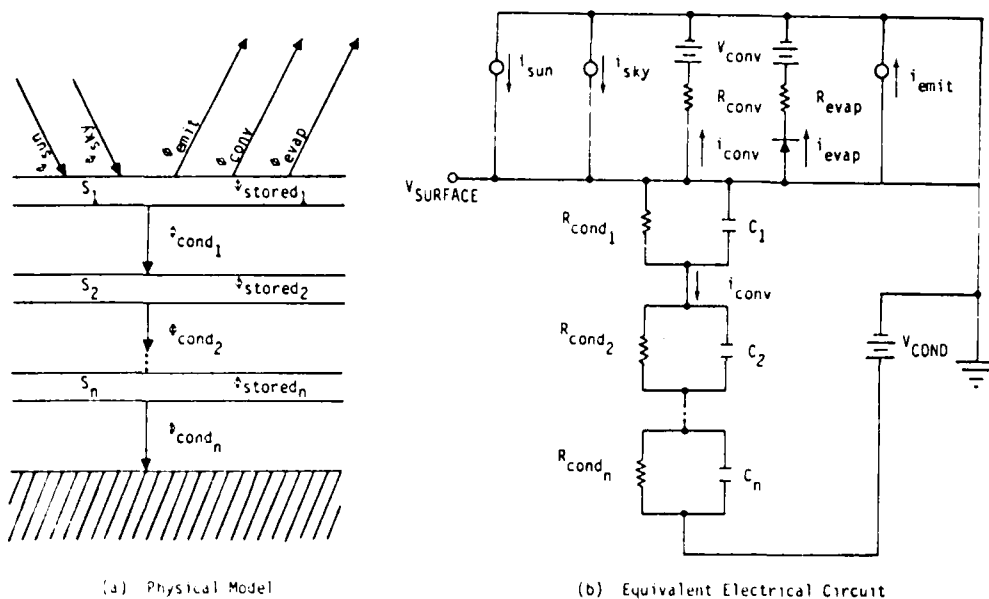 Φsun
Φsky
Φemit
Φconv
Φevap
S1
Φstored1
Φcond1
S2
Φstored2
Φcond2
Sn
Φstoredn
Φcondn
(a) Physical Model
isun
isky
Vconv
Rconv
iconv
Revap
ievap
iemit
VSURFACE
Rcond1
C1
iconv
Rcond2
C2
VCOND
Rcondn
Cn
(b) Equivalent Electrical Circuit